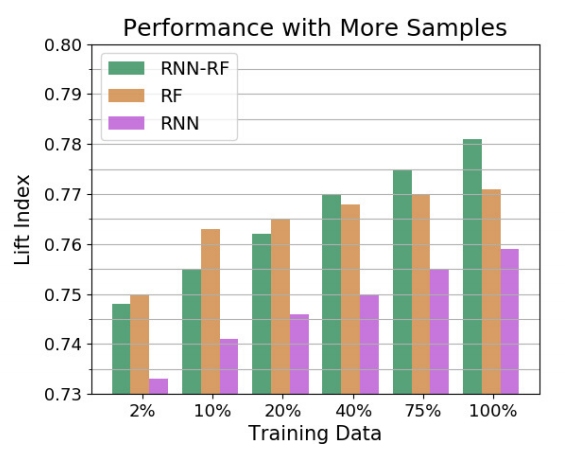 Performance with More Samples
0.80
0.79
0.78
0.77
0.76
0.75
0.74
0.73
Lift Index
RNN-RF
RF
RNN
2% 10% 20% 40% 75% 100%
Training Data